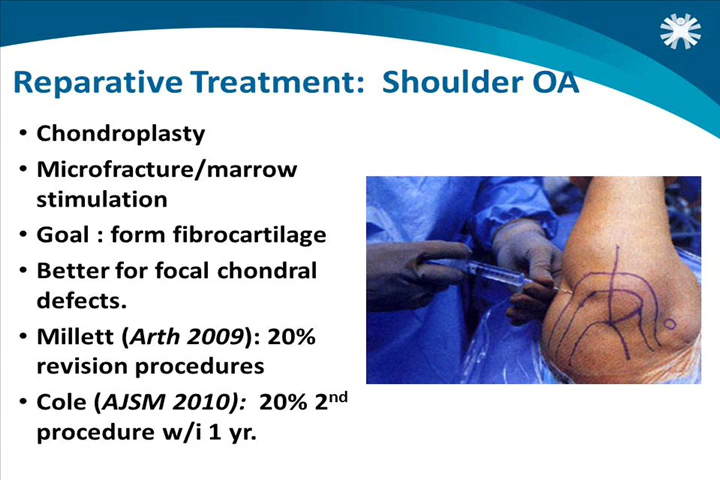 Reparative Treatment:  Shoulder OA
• Chondroplasty
• Microfracture/marrow
stimulation
• Goal : form fibrocartilage
• Better for focal chondral
defects.
• Millett (Arth 2009): 20%
revision procedures
• Cole (AJSM 2010):  20% 2nd
procedure w/i 1 yr.